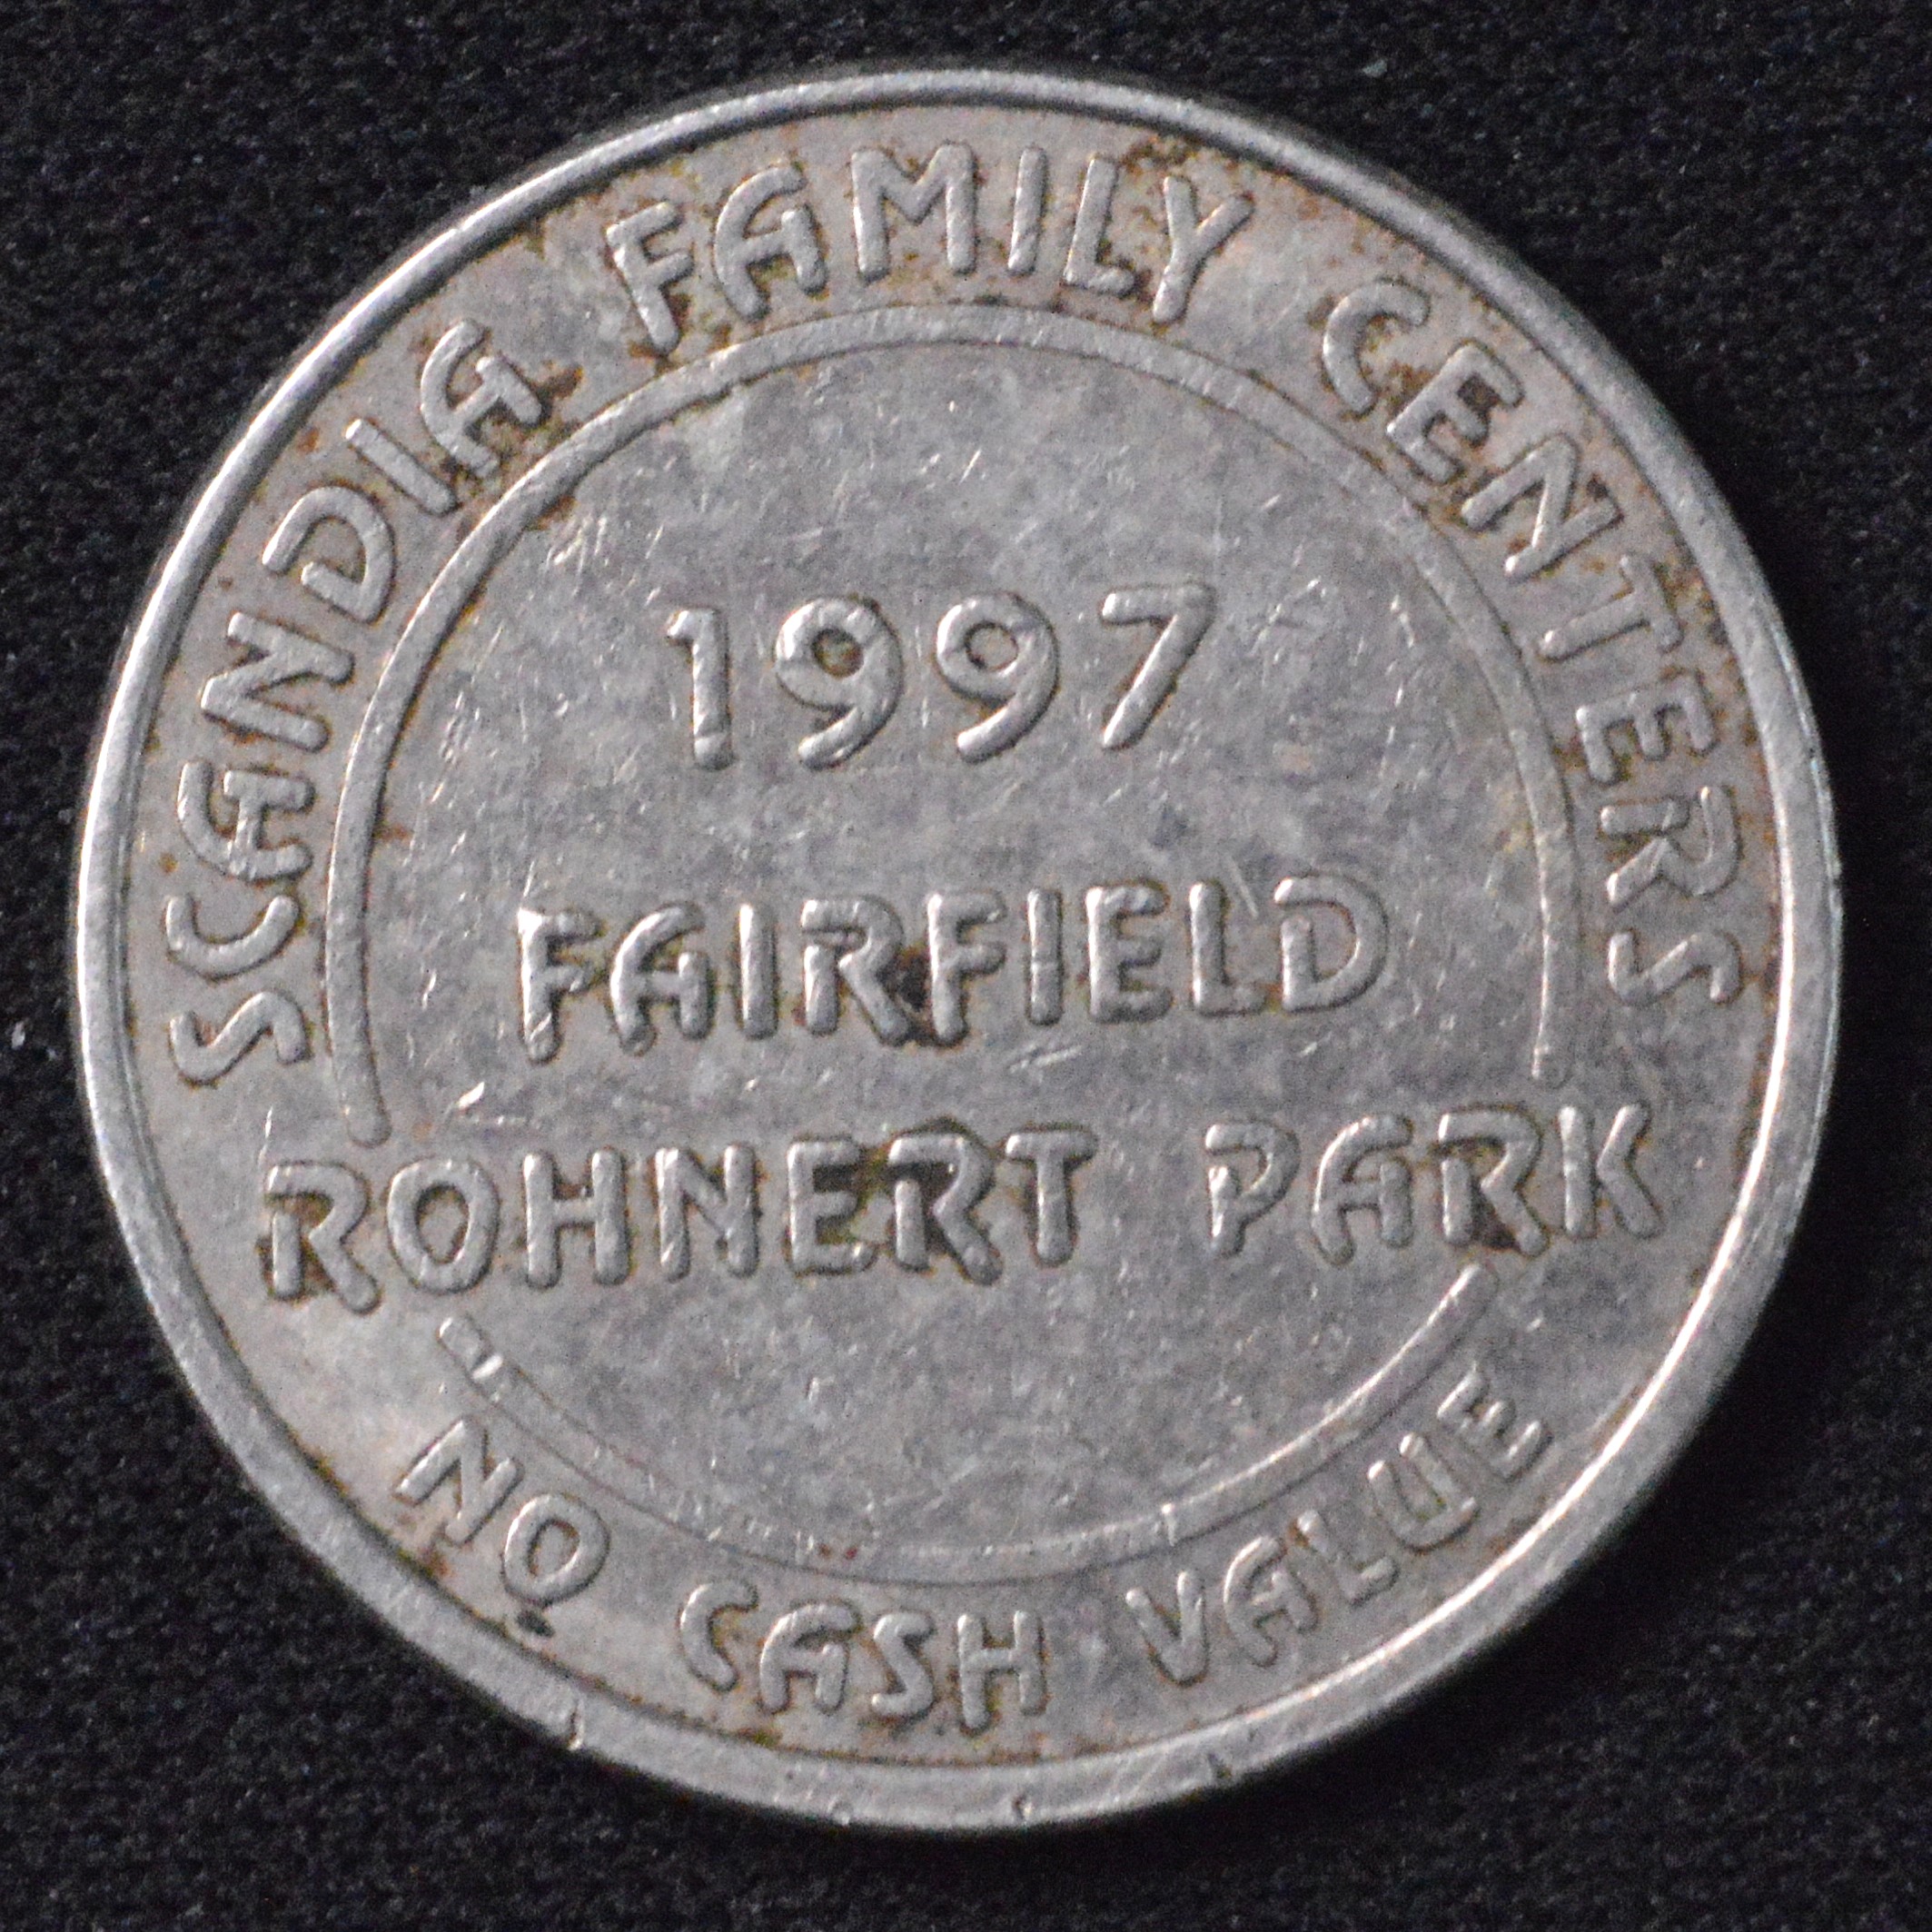 SCANDIA FAMILY CENTERS
1997
FAIRFIELD
ROHNERT PARK
NO CASH VALUE